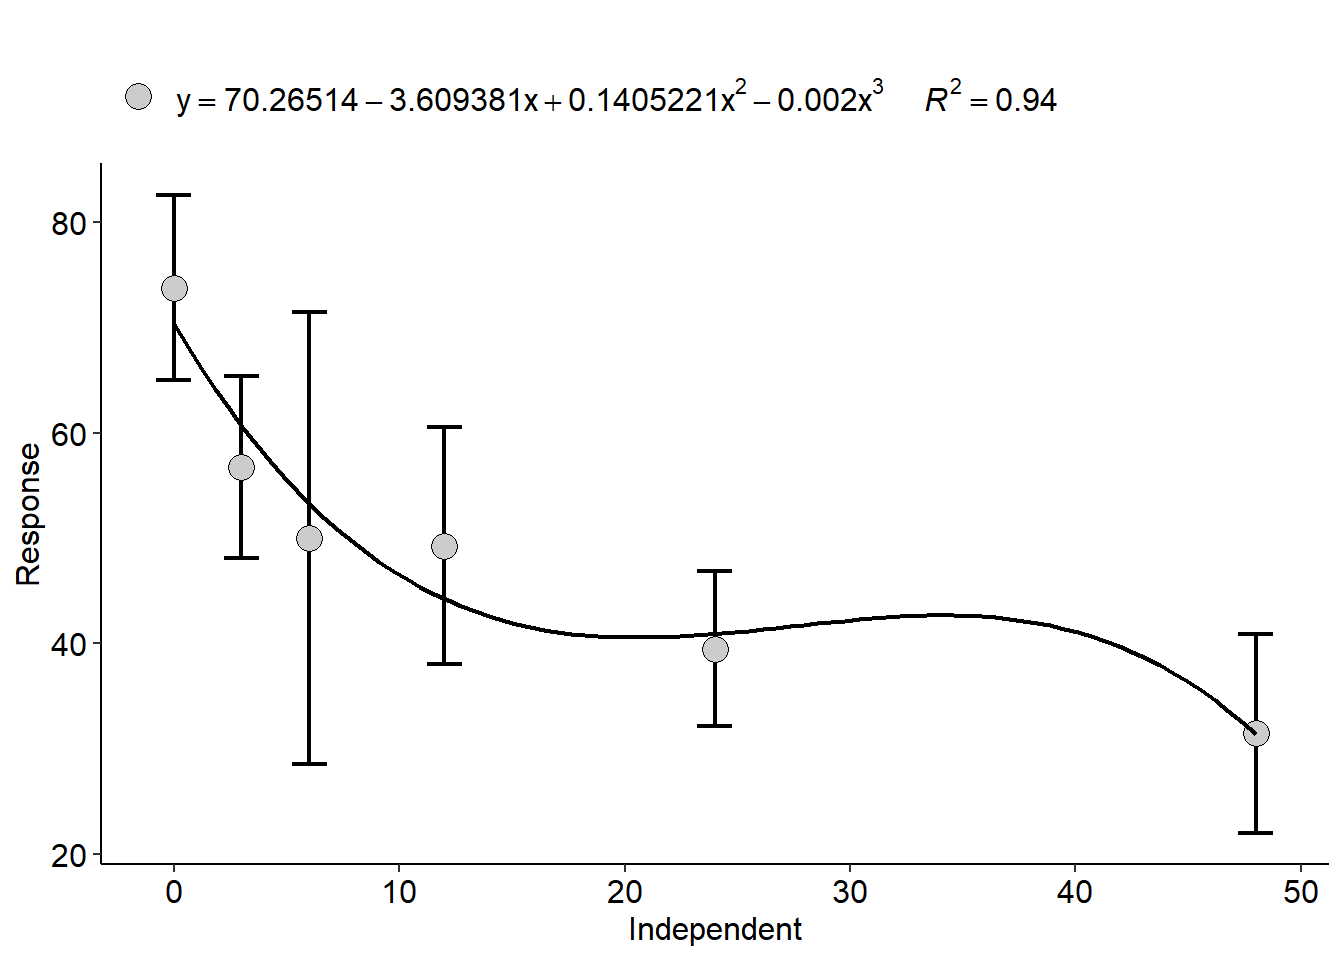 y = 70.26514 − 3.609381x + 0.1405221x² − 0.002x³ R² = 0.94
80
60
40
20
Response
0 10 20 30 40 50
Independent